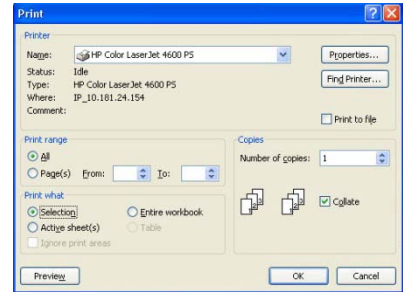 Print
Printer
Name: HP Color LaserJet 4600 PS
Properties...
Status: Idle
Type: HP Color LaserJet 4600 PS
Find Printer...
Where: IP_10.181.24.154
Comment:
Print to file
Print range
All
Page(s) From: To:
Copies
Number of copies: 1
Collate
Print what
Selection
Entire workbook
Active sheet(s)
Table
Ignore print areas
Preview
OK
Cancel